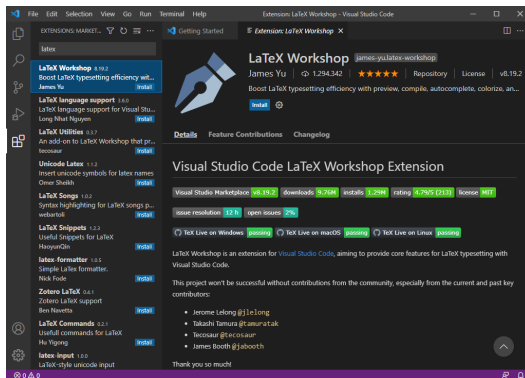 File Edit Selection View Go Run Terminal Help
Extension: LaTeX Workshop - Visual Studio Code
EXTENSIONS: MARKET...
latex
LaTeX Workshop 8.19.2
Boost LaTeX typesetting efficiency wit...
James Yu Install
LaTeX language support 3.8.0
LaTeX language support for Visual Stu...
Long Nhat Nguyen Install
LaTeX Utilities 0.3.7
An add-on to LaTeX Workshop that pr...
tecosaur Install
Unicode Latex 1.1.2
Insert unicode symbols for latex names
Omer Sheikh Install
LaTeX Songs 1.0.2
Syntax highlighting for LaTeX songs p...
webartoli Install
LaTeX Snippets 1.2.3
Useful Snippets for LaTeX
HaoyunQin Install
latex-formatter 1.0.5
Simple LaTex formatter.
Nick Fode Install
Zotero LaTeX 0.4.1
Zotero LaTeX support
Ben Navetta Install
LaTeX Commands 0.2.1
Usefull commands for LaTeX
Hu Yigong Install
latex-input 1.0.0
LaTeX-style unicode input
0 0
Getting Started
Extension: LaTeX Workshop
LaTeX Workshop james-yu.latex-workshop
James Yu 1.294.342 Repository License v8.19.2
Boost LaTeX typesetting efficiency with preview, compile, autocomplete, colorize, an...
Install
Details Feature Contributions Changelog
Visual Studio Code LaTeX Workshop Extension
Visual Studio Marketplace v8.19.2 downloads 9.76M installs 1.29M rating 4.79/5 (213) license MIT
issue resolution 12 h open issues 2%
TeX Live on Windows passing TeX Live on macOS passing TeX Live on Linux passing
LaTeX Workshop is an extension for Visual Studio Code, aiming to provide core features for LaTeX typesetting with
Visual Studio Code.
This project won't be successful without contributions from the community, especially from the current and past key
contributors:
Jerome Lelong @jlelong
Takashi Tamura @tamuratak
Tecosaur @tecosaur
James Booth @jabooth
Thank you so much!